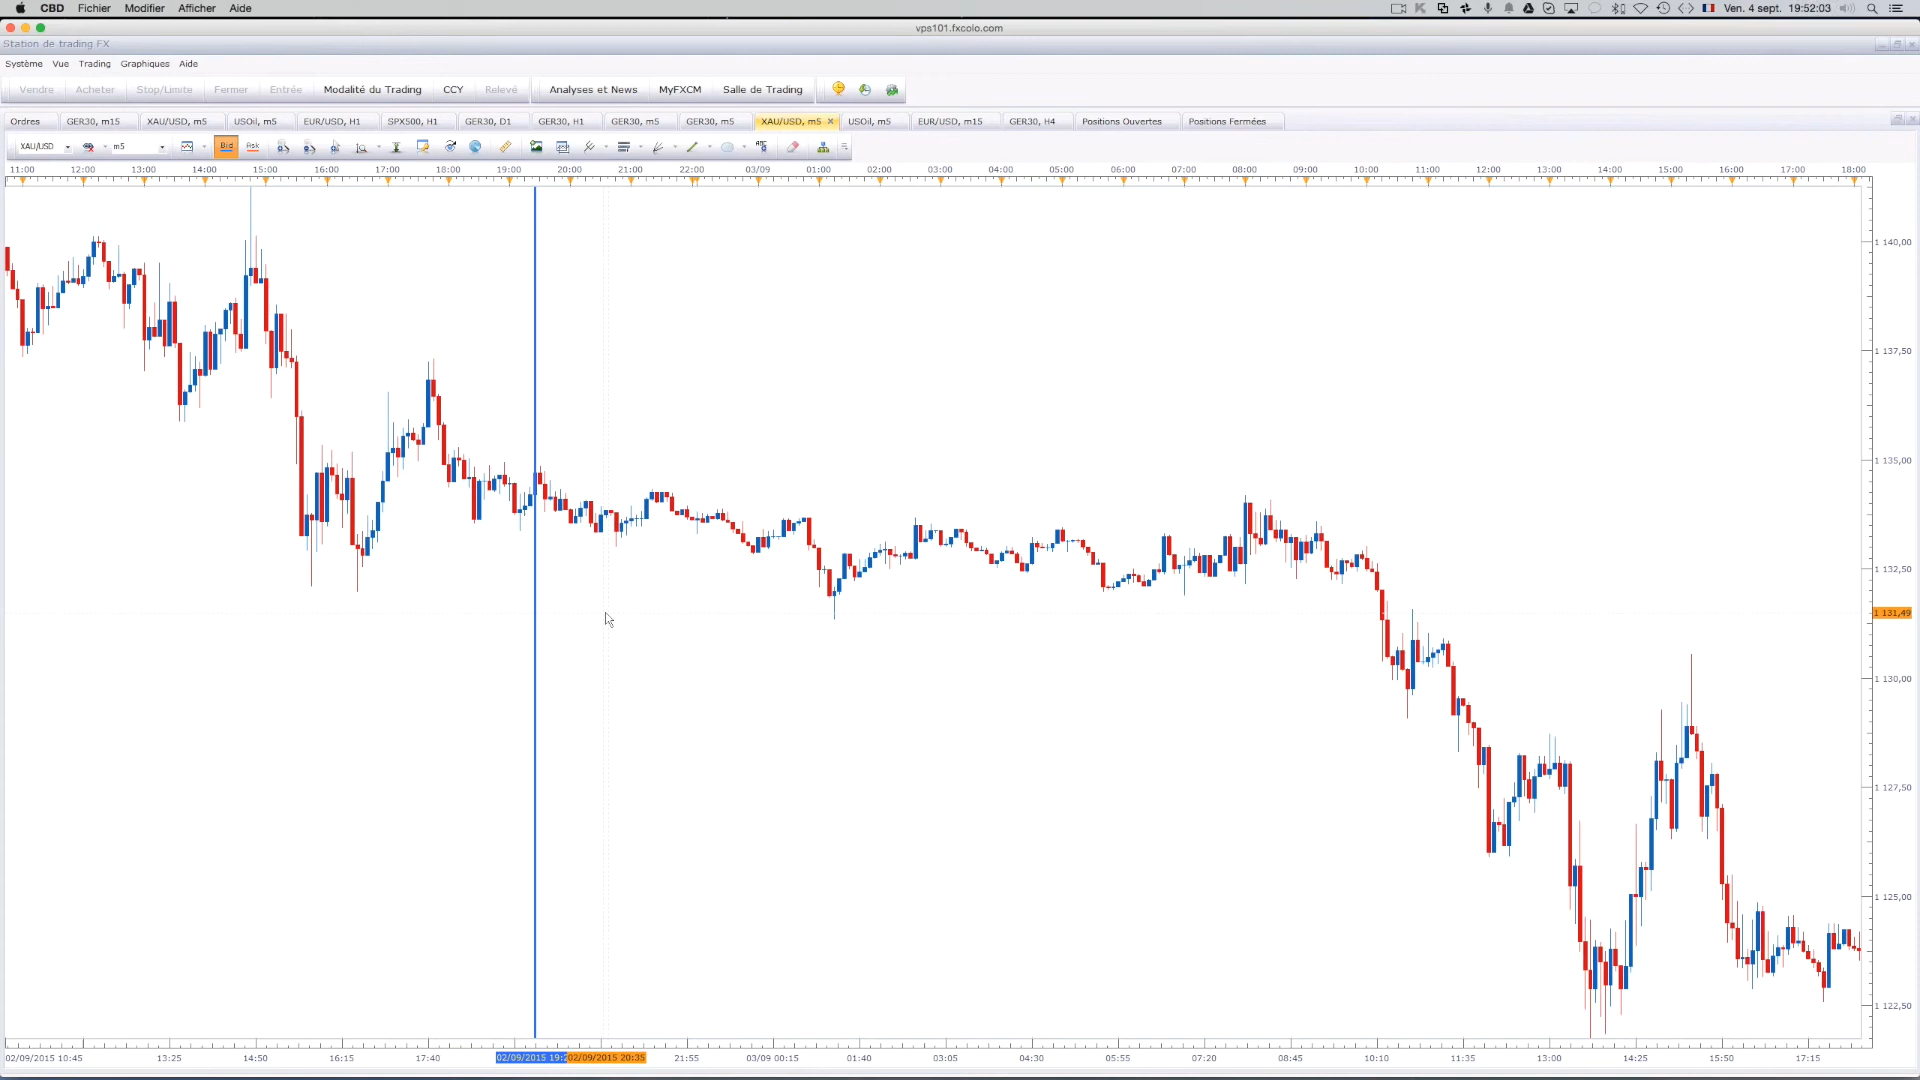 CBD Fichier Modifier Afficher Aide Ven. 4 sept. 19:52:03
vps101.fxcolo.com
Station de trading FX
Système Vue Trading Graphiques Aide
Vendre Acheter Stop/Limite Fermer Entrée Modalité du Trading CCY Relevé Analyses et News MyFXCM Salle de Trading
Ordres GER30, m15 XAU/USD, m5 USOil, m5 EUR/USD, H1 SPX500, H1 GER30, D1 GER30, H1 GER30, m5 GER30, m5 XAU/USD, m5 USOil, m5 EUR/USD, m15 GER30, H4 Positions Ouvertes Positions Fermées
XAU/USD m5 Bid Ask
11:00 12:00 13:00 14:00 15:00 16:00 17:00 18:00 19:00 20:00 21:00 22:00 03/09 01:00 02:00 03:00 04:00 05:00 06:00 07:00 08:00 09:00 10:00 11:00 12:00 13:00 14:00 15:00 16:00 17:00 18:00
1 140,00
1 137,50
1 135,00
1 132,50
1 131,49
1 130,00
1 127,50
1 125,00
1 122,50
02/09/2015 10:45 13:25 14:50 16:15 17:40 02/09/2015 19:2 02/09/2015 20:35 21:55 03/09 00:15 01:40 03:05 04:30 05:55 07:20 08:45 10:10 11:35 13:00 14:25 15:50 17:15